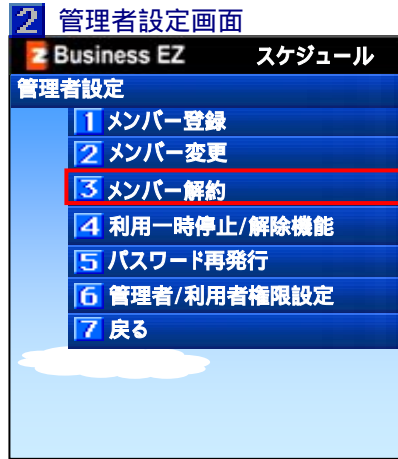 2 管理者設定画面
Business EZ スケジュール
管理者設定
1 メンバー登録
2 メンバー変更
3 メンバー解約
4 利用一時停止/解除機能
5 パスワード再発行
6 管理者/利用者権限設定
7 戻る